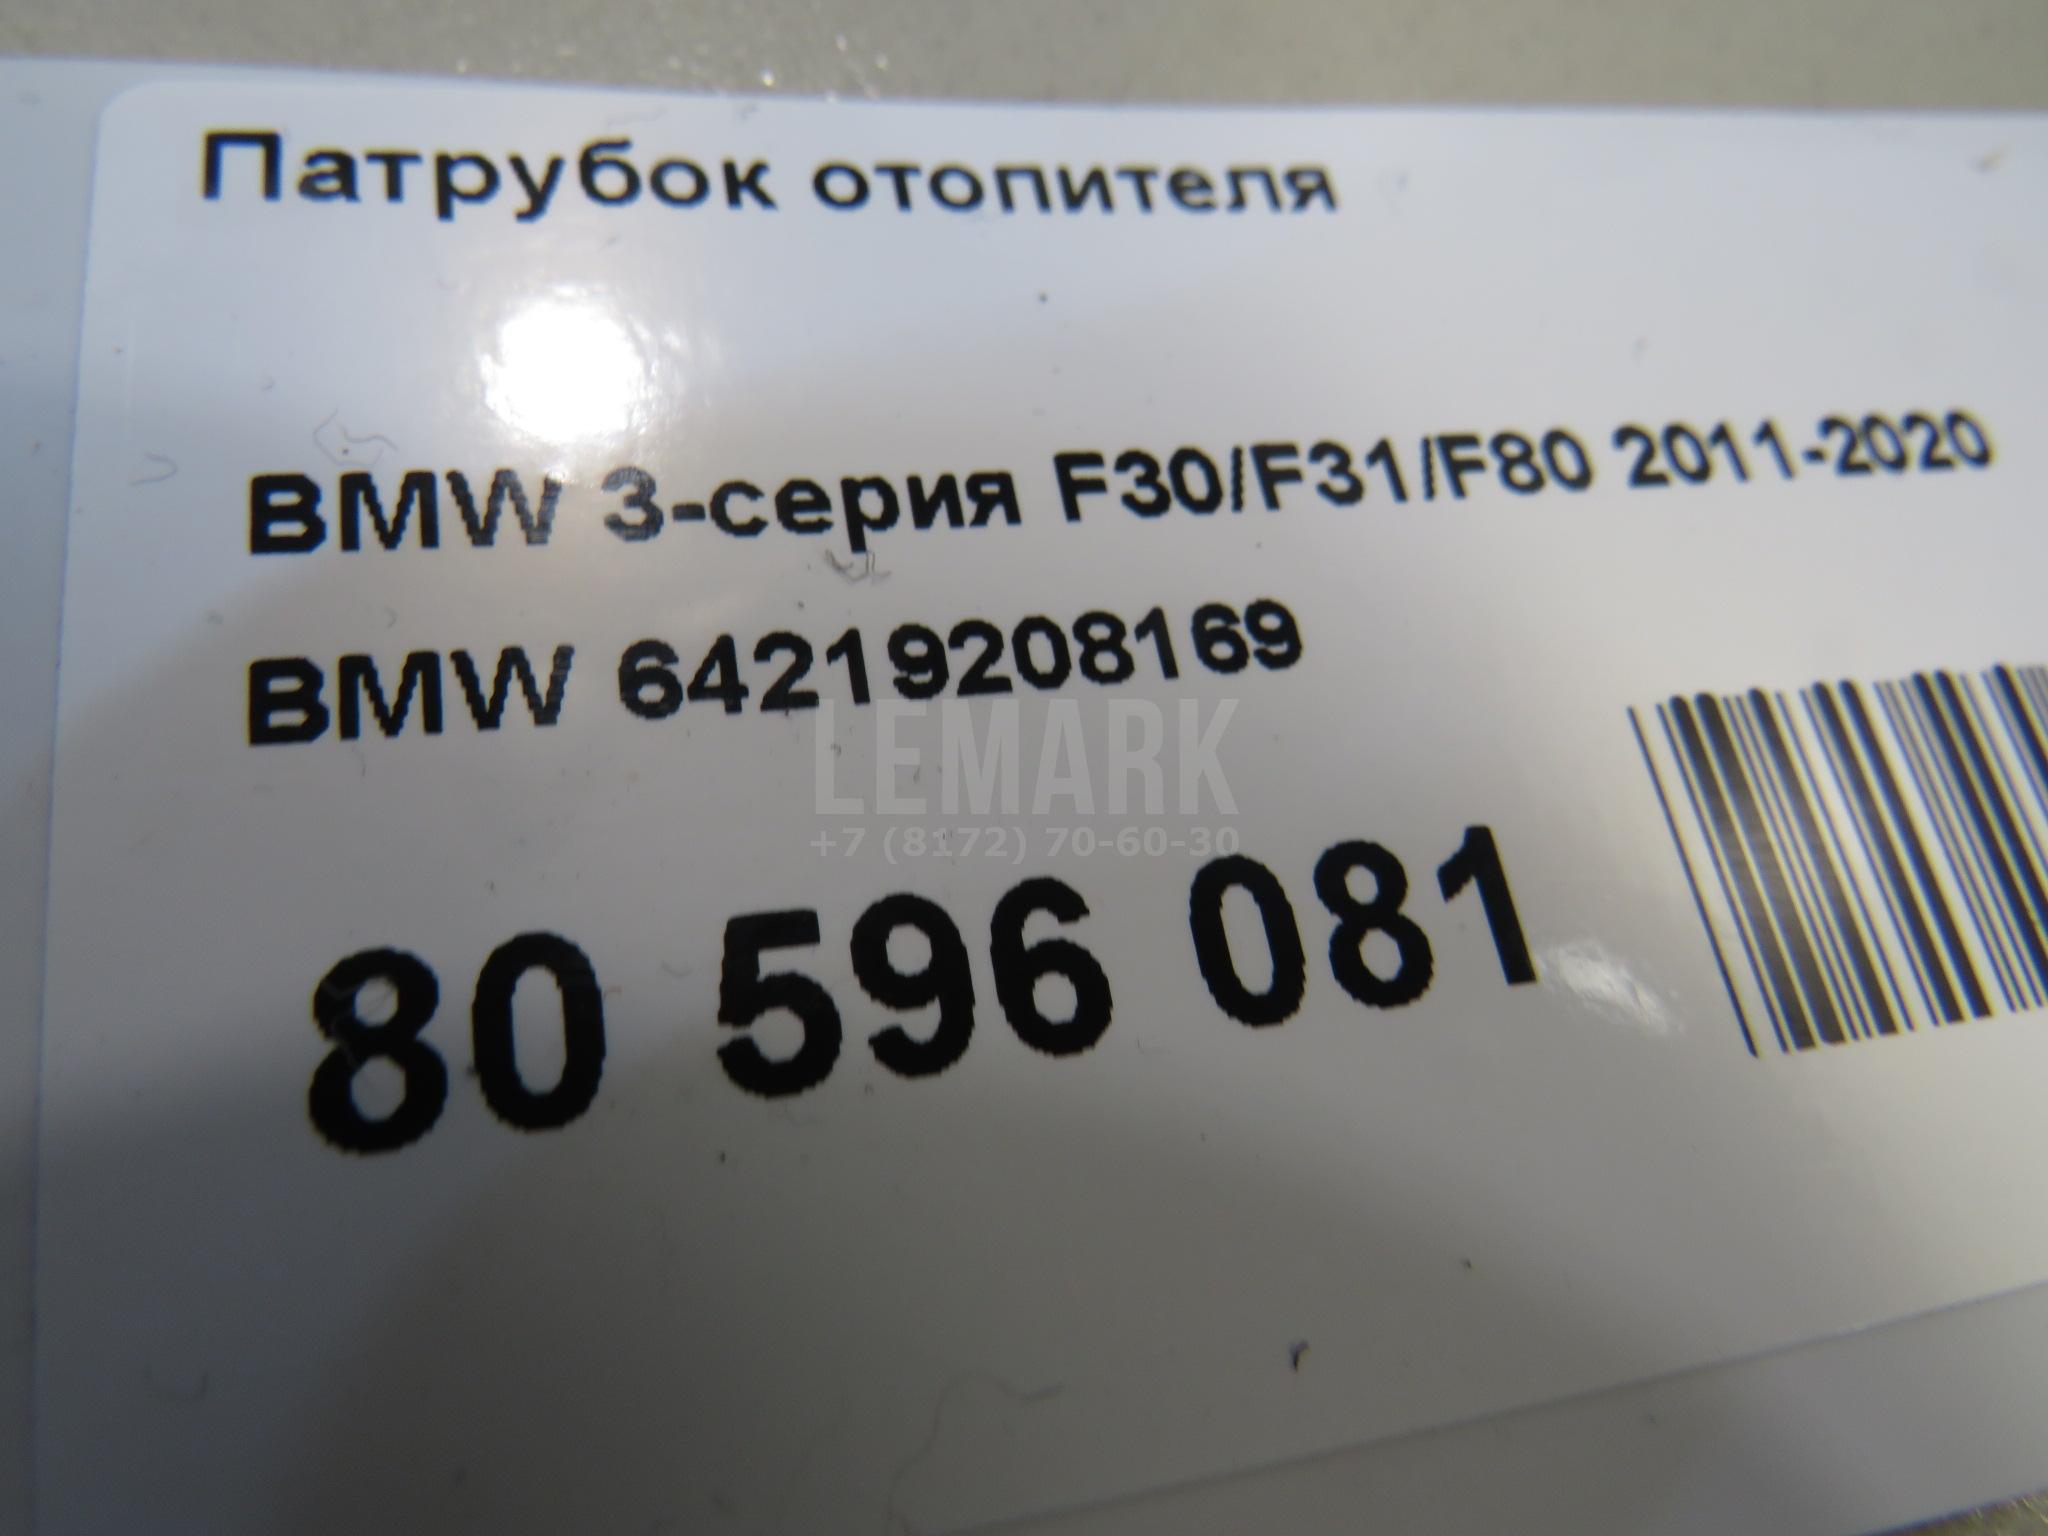 Патрубок отопителя
BMW 3-серия F30/F31/F80 2011-2020
BMW 64219208169
LEMARK
+7 (8172) 70-60-30
80 596 081